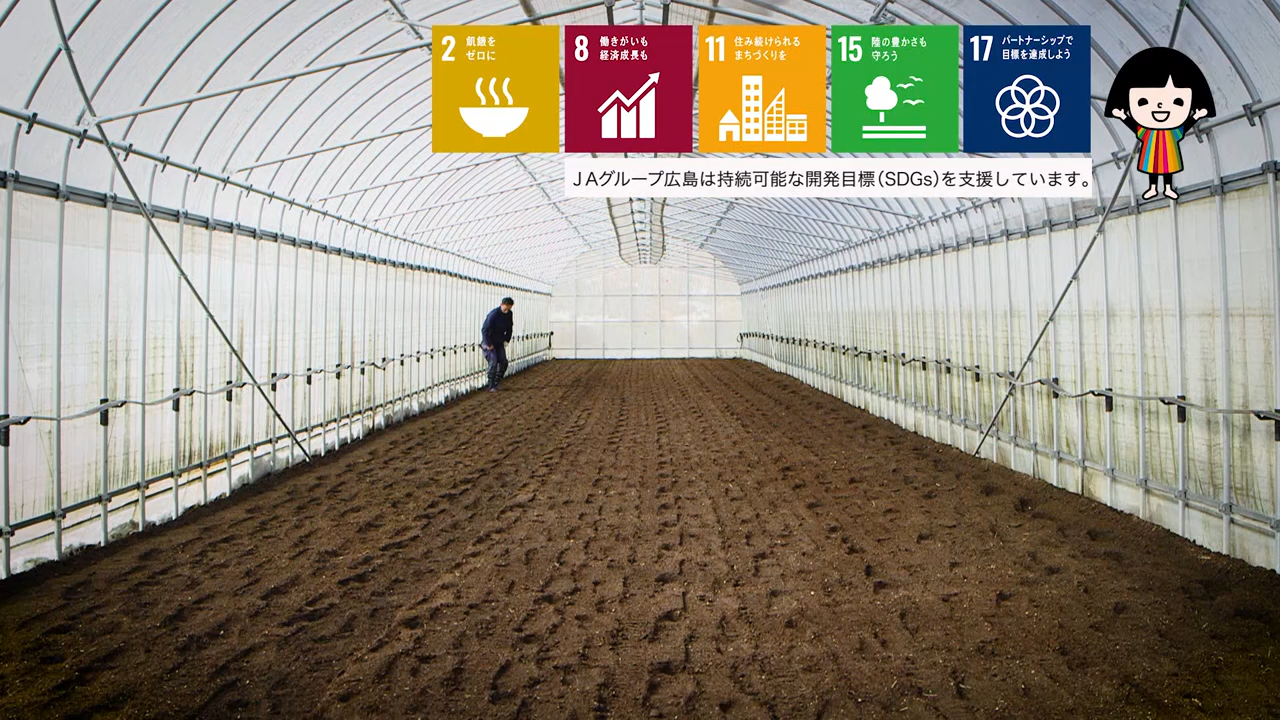 2 飢餓を
ゼロに
8 働きがいも
経済成長も
11 住み続けられる
まちづくりを
15 陸の豊かさも
守ろう
17 パートナーシップで
目標を達成しよう
JAグループ広島は持続可能な開発目標(SDGs)を支援しています。